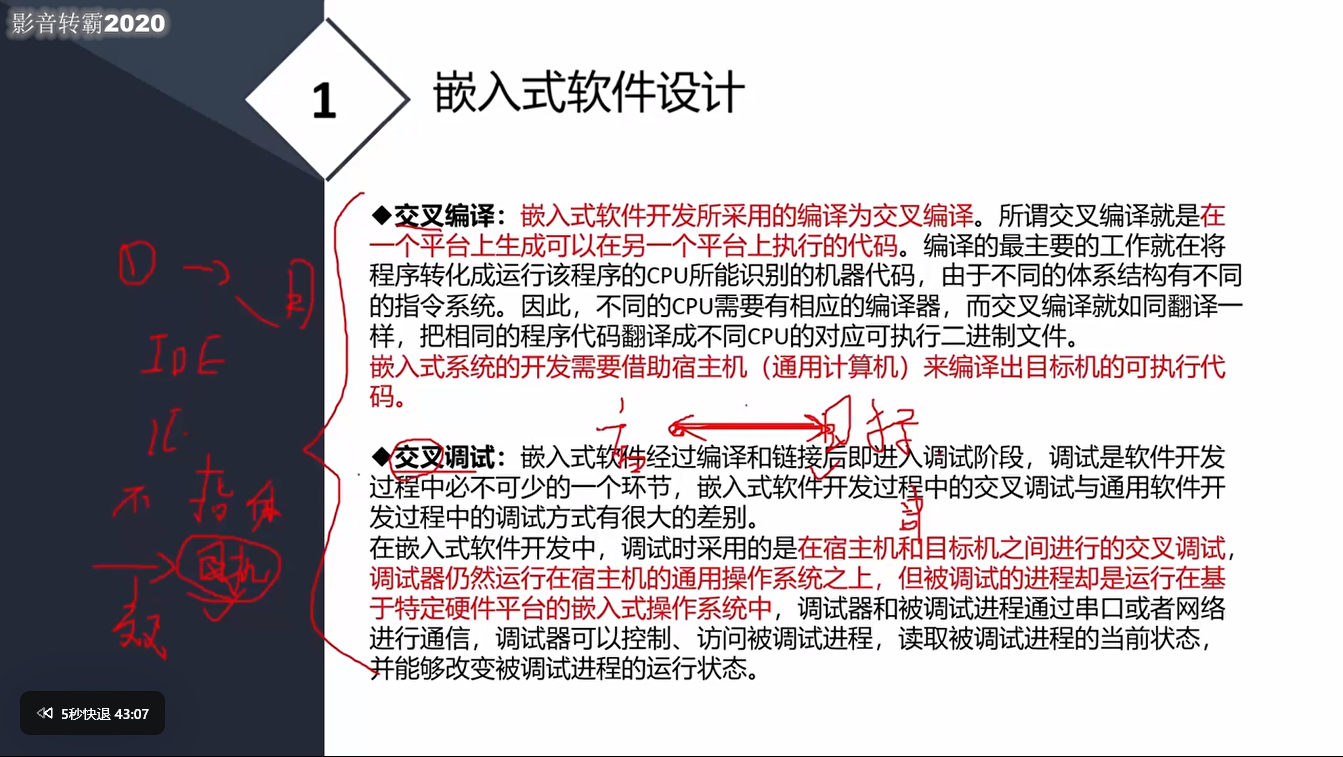 影音转霸2020
1
嵌入式软件设计
◆交叉编译：嵌入式软件开发所采用的编译为交叉编译。所谓交叉编译就是在
一个平台上生成可以在另一个平台上执行的代码。编译的最主要的工作就在将
程序转化成运行该程序的CPU所能识别的机器代码，由于不同的体系结构有不同
的指令系统。因此，不同的CPU需要有相应的编译器，而交叉编译就如同翻译一
样，把相同的程序代码翻译成不同CPU的对应可执行二进制文件。
嵌入式系统的开发需要借助宿主机（通用计算机）来编译出目标机的可执行代
码。
◆交叉调试：嵌入式软件经过编译和链接后即进入调试阶段，调试是软件开发
过程中必不可少的一个环节，嵌入式软件开发过程中的交叉调试与通用软件开
发过程中的调试方式有很大的差别。
在嵌入式软件开发中，调试时采用的是在宿主机和目标机之间进行的交叉调试，
调试器仍然运行在宿主机的通用操作系统之上，但被调试的进程却是运行在基
于特定硬件平台的嵌入式操作系统中，调试器和被调试进程通过串口或者网络
进行通信，调试器可以控制、访问被调试进程，读取被调试进程的当前状态，
并能够改变被调试进程的运行状态。
IDE
不
目机
5秒快退 43:07